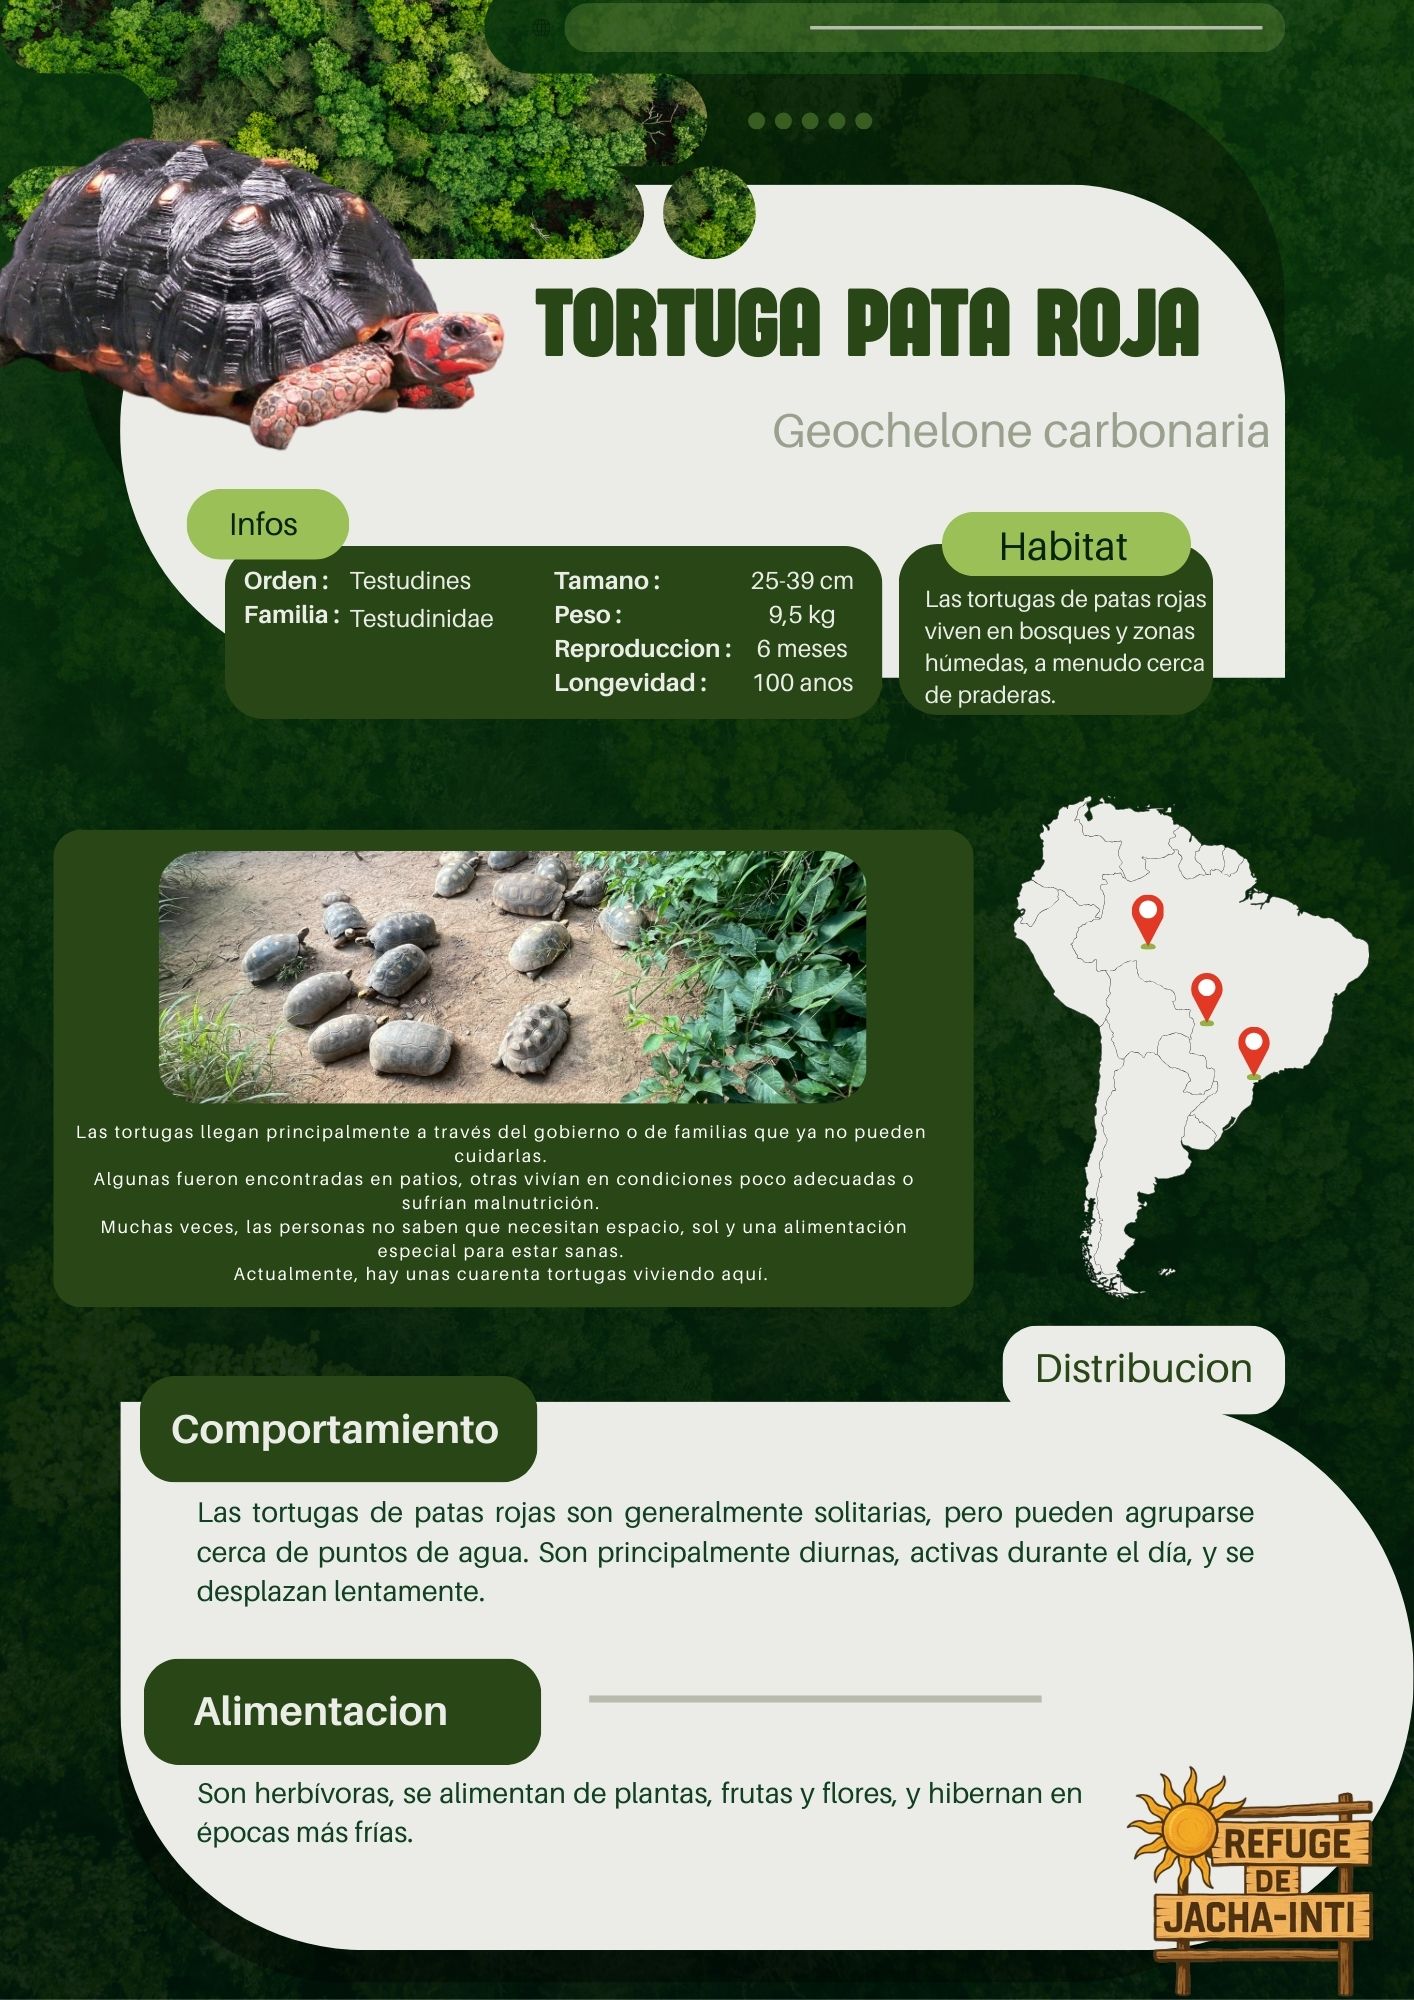 TORTUGA PATA ROJA
Geochelone carbonaria
Infos
Orden : Testudines
Familia : Testudinidae
Tamano : 25-39 cm
Peso : 9,5 kg
Reproduccion : 6 meses
Longevidad : 100 anos
Habitat
Las tortugas de patas rojas
viven en bosques y zonas
húmedas, a menudo cerca
de praderas.
Las tortugas llegan principalmente a través del gobierno o de familias que ya no pueden
cuidarlas.
Algunas fueron encontradas en patios, otras vivían en condiciones poco adecuadas o
sufrían malnutrición.
Muchas veces, las personas no saben que necesitan espacio, sol y una alimentación
especial para estar sanas.
Actualmente, hay unas cuarenta tortugas viviendo aquí.
Distribucion
Comportamiento
Las tortugas de patas rojas son generalmente solitarias, pero pueden agruparse
cerca de puntos de agua. Son principalmente diurnas, activas durante el día, y se
desplazan lentamente.
Alimentacion
Son herbívoras, se alimentan de plantas, frutas y flores, y hibernan en
épocas más frías.
REFUGE
DE
JACHA-INTI